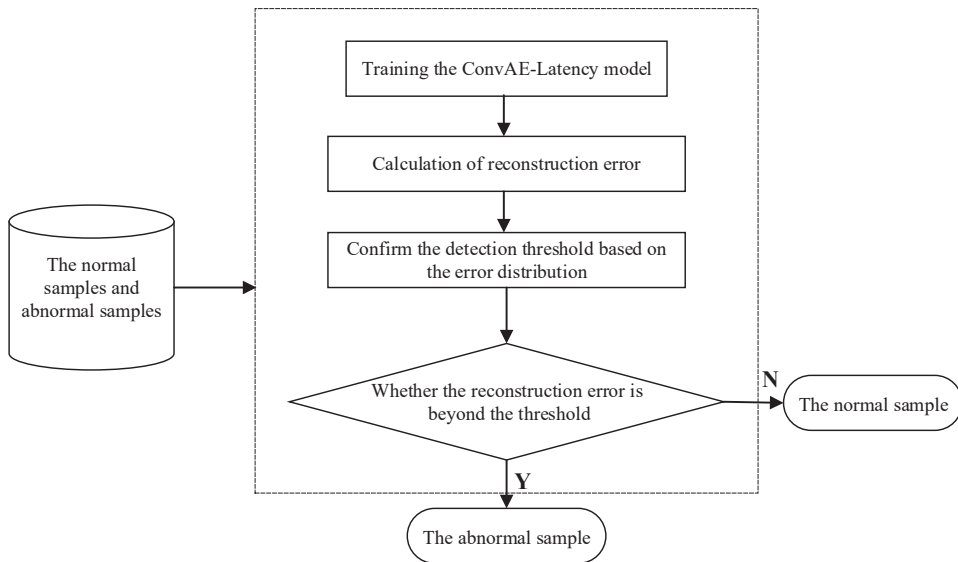 Training the ConvAE-Latency model
Calculation of reconstruction error
Confirm the detection threshold based on
the error distribution
The normal
samples and
abnormal samples
Whether the reconstruction error is
beyond the threshold
N
The normal sample
Y
The abnormal sample